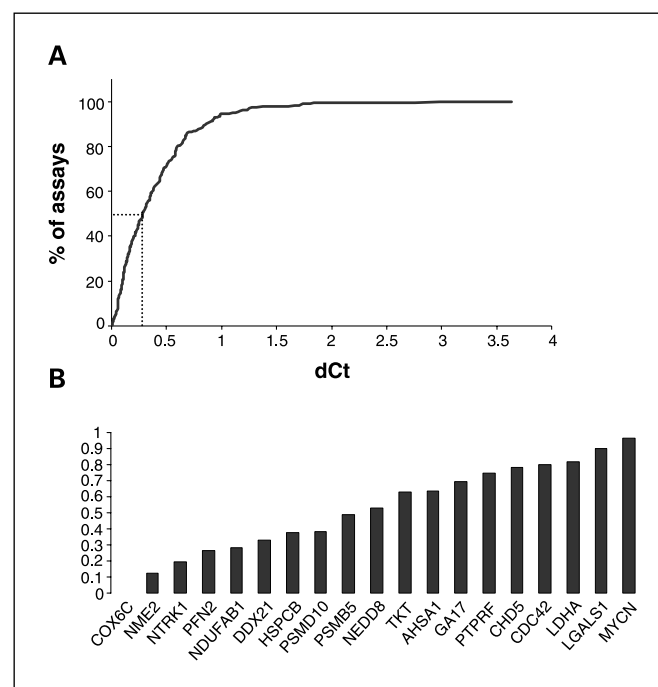 A
100
80
60
40
20
0
% of assays
0 0.5 1 1.5 2 2.5 3 3.5 4
dCt
B
1
0.9
0.8
0.7
0.6
0.5
0.4
0.3
0.2
0.1
0
COX6C
NME2
NTRK1
PFN2
NDUFAB1
DDX21
HSPCB
PSMD10
PSMB5
NEDD8
TKT
AHSA1
GA17
PTPRF
CHD5
CDC42
LDHA
LGALS1
MYCN